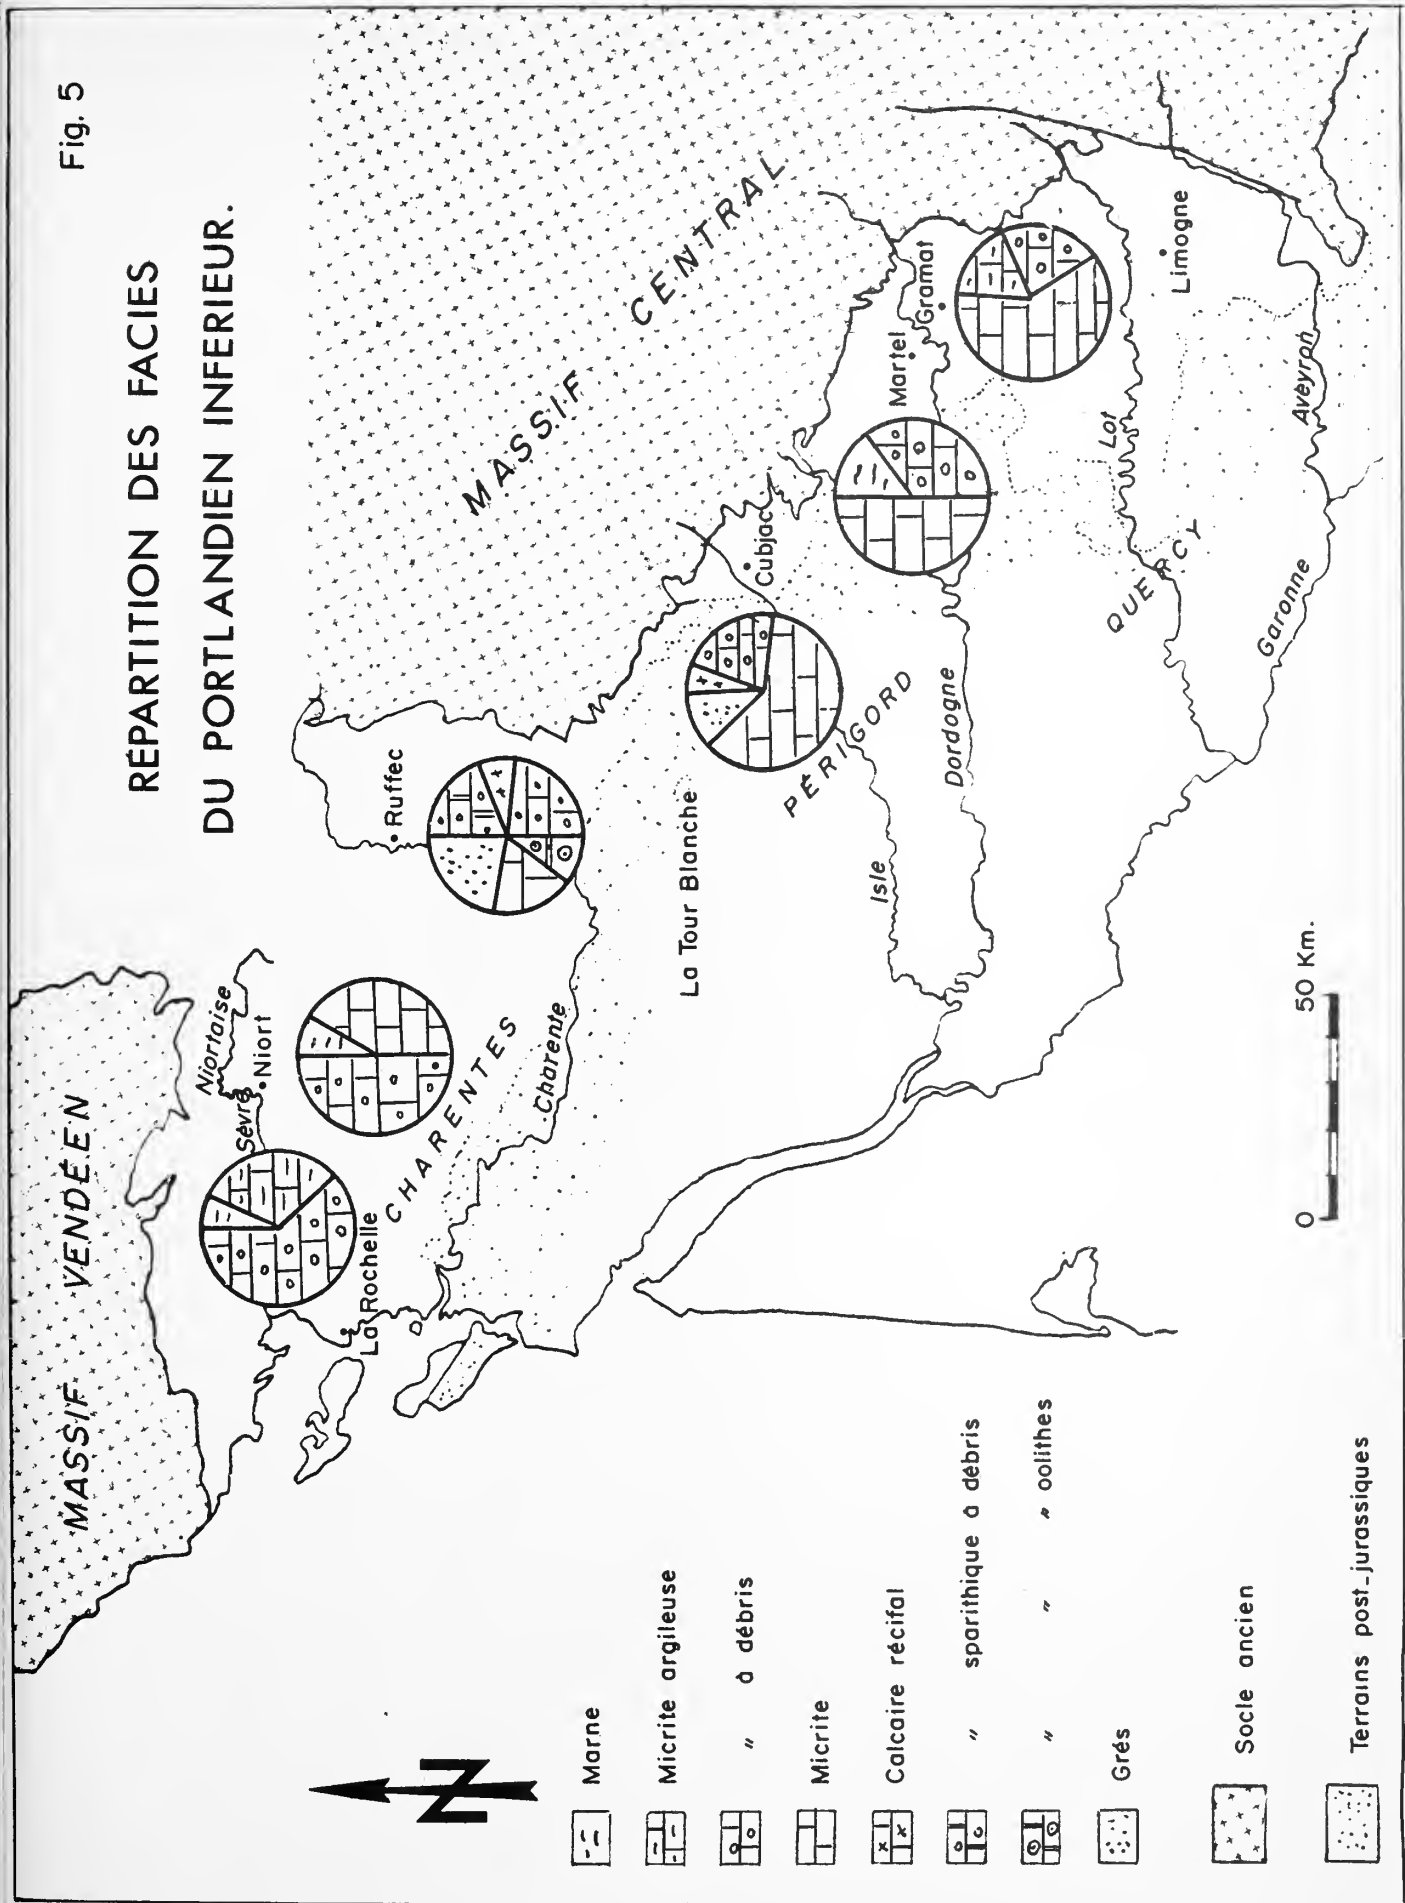 Fig. 5
RÉPARTITION DES FACIES
DU PORTLANDIEN INFERIEUR.
MASSIF VENDÉEN
MASSIF CENTRAL
Sèvre Niortaise
Niort
La Rochelle
CHARENTES
Charente
Ruffec
La Tour Blanche
PÉRIGORD
Isle
Dordogne
Cubjac
Martel
Gramat
Lot
QUERCY
Limogne
Aveyron
Garonne
0 50 Km.
N
Marne
Micrite argileuse
" à débris
Micrite
Calcaire récifal
" sparithique à débris
" " " oolithes
Grés
Socle ancien
Terrains post-jurassiques